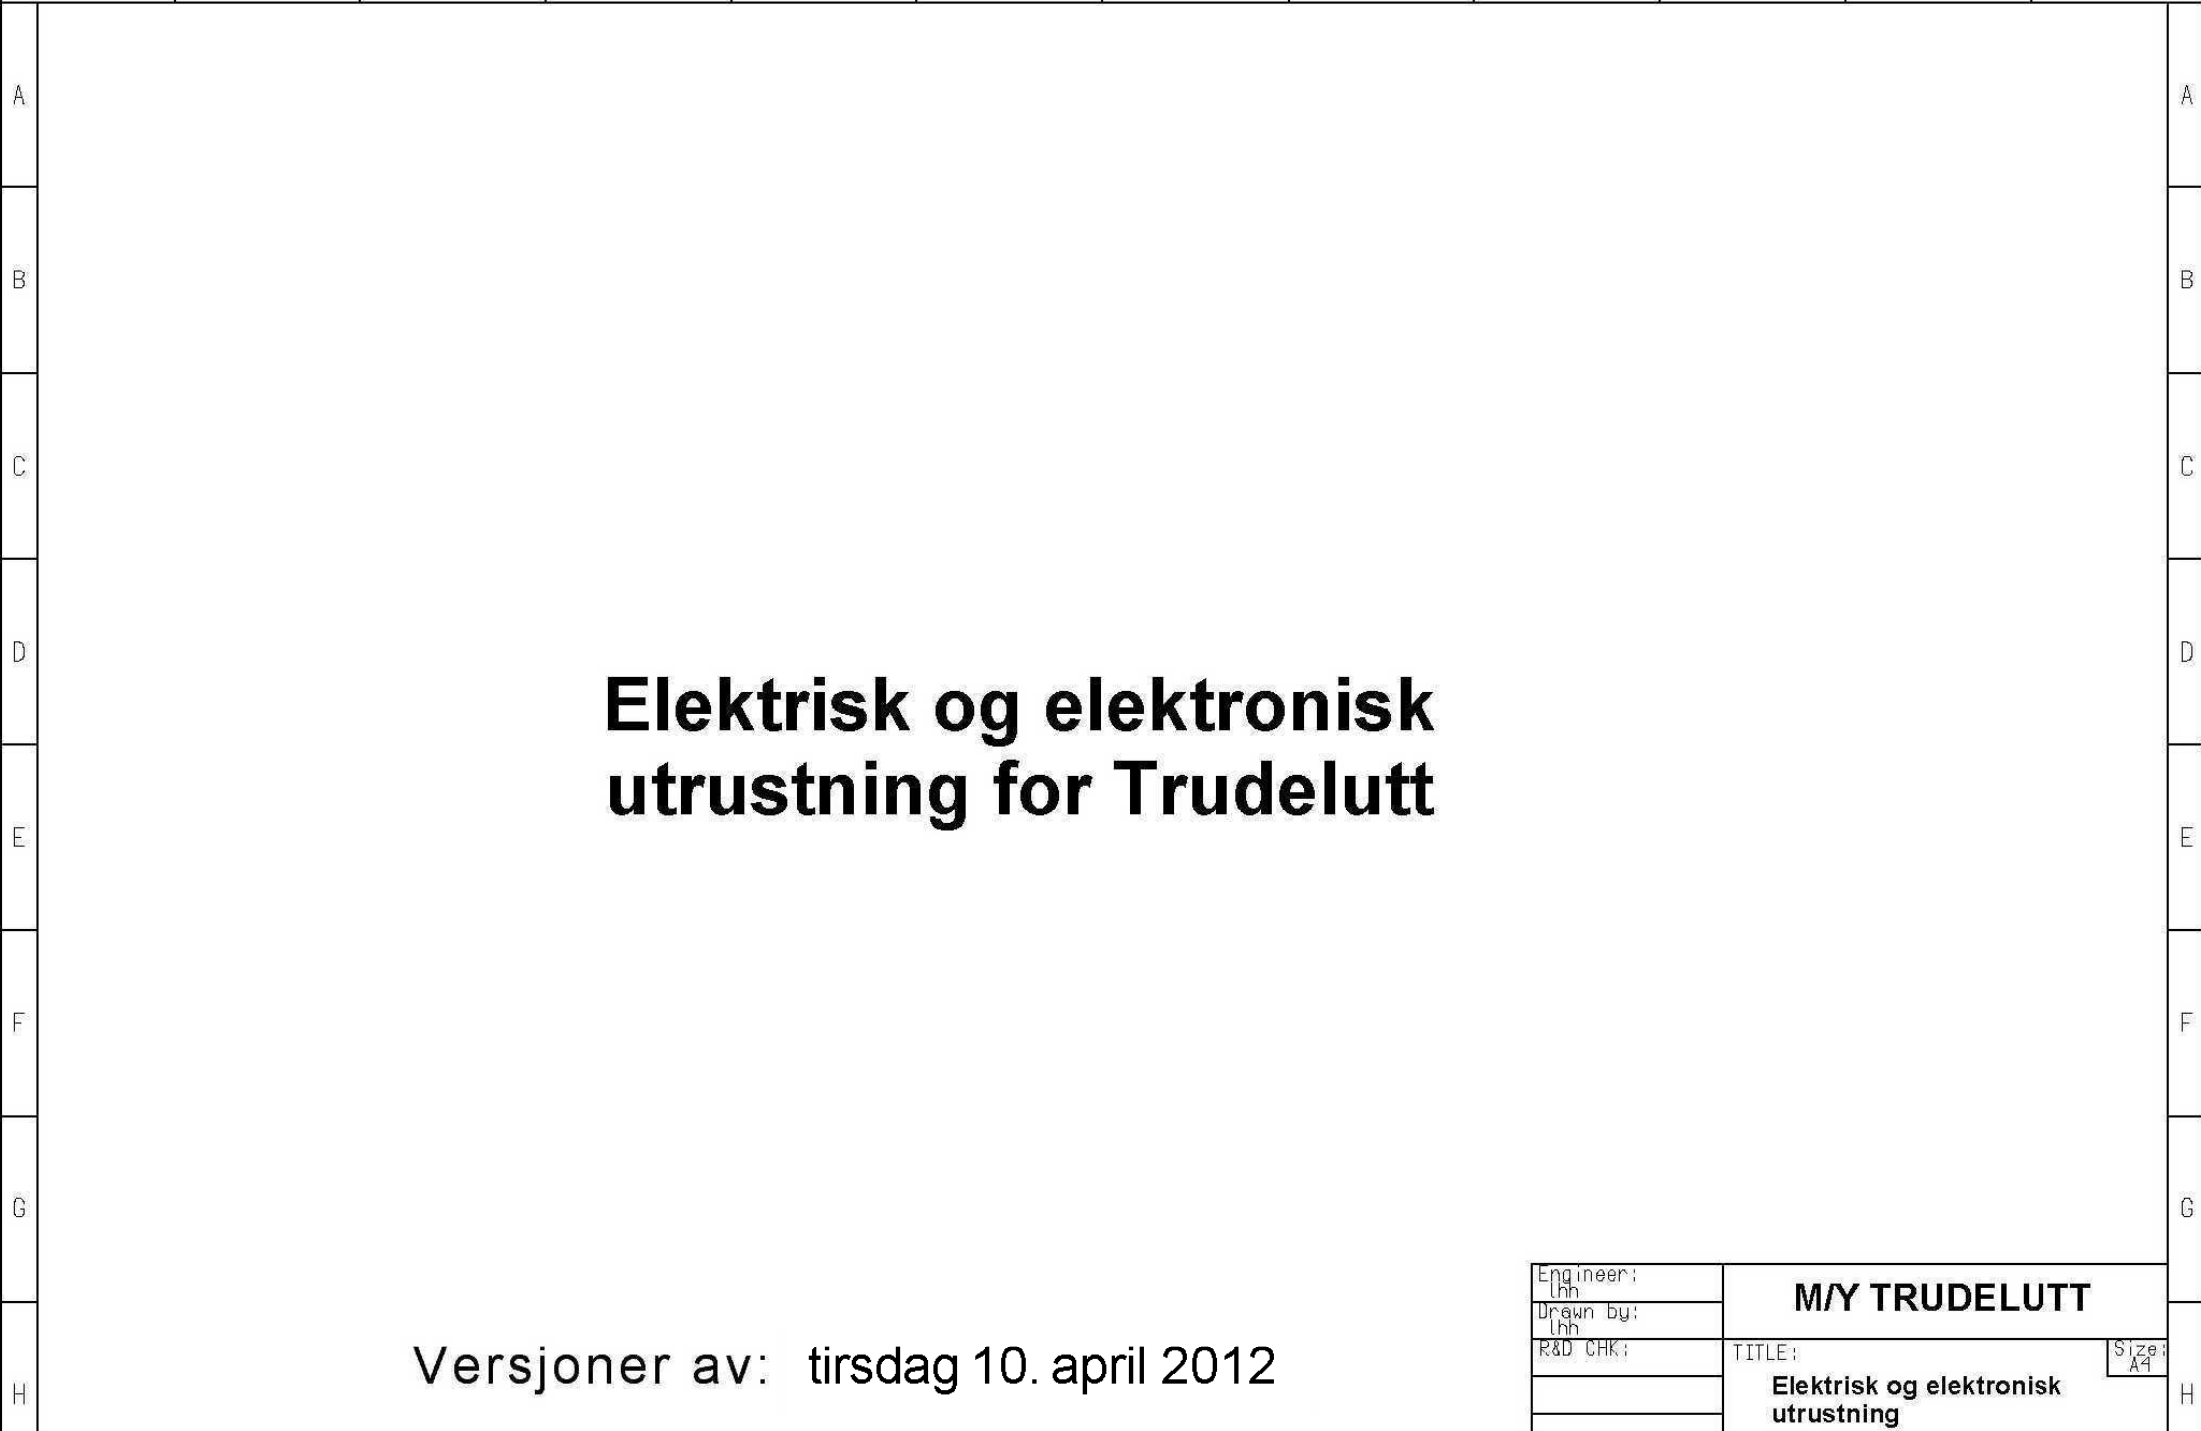 A A
B B
C C
D D
Elektrisk og elektronisk
utrustning for Trudelutt
E E
F F
G G
Engineer:
lhh
M/Y TRUDELUTT
Drawn by:
lhh
Versjoner av: tirsdag 10. april 2012
R&D CHK:
TITLE:
Size:
A4
Elektrisk og elektronisk
utrustning
H H